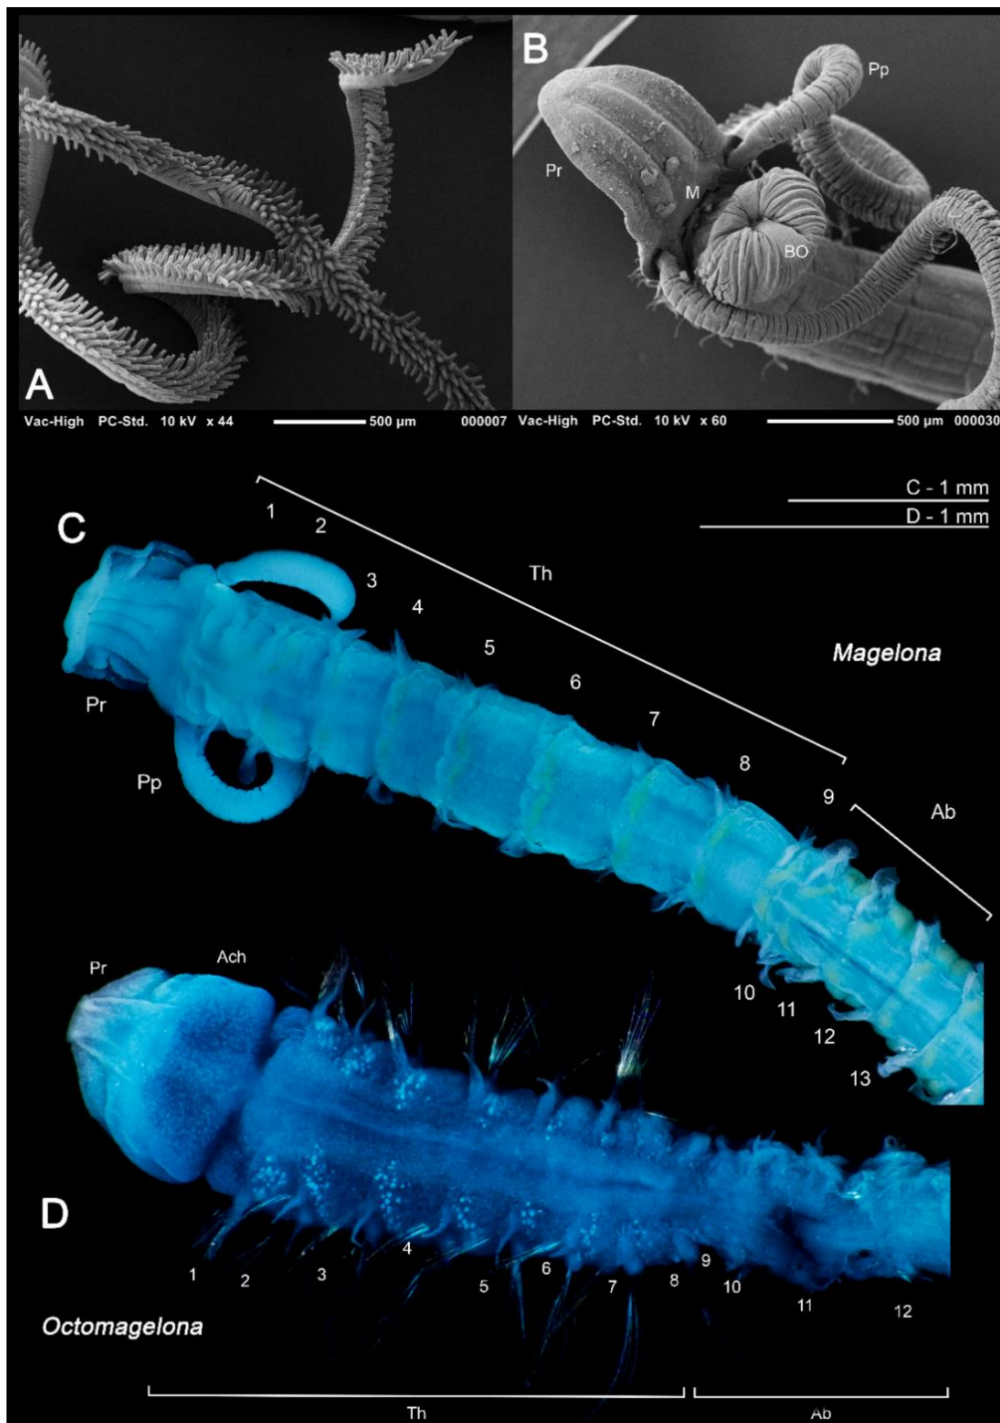 A
Vac-High PC-Std. 10 kV x 44 500 µm 000007
B
Pp
Pr
M
BO
Vac-High PC-Std. 10 kV x 60 500 µm 000030
C - 1 mm
D - 1 mm
C
1
2
3
4
5
6
7
8
9
Th
Magelona
Pr
Pp
Ab
10
11
12
13
Pr
Ach
D
1
2
3
4
5
6
7
8
9
10
11
12
Octomagelona
Th
Ab